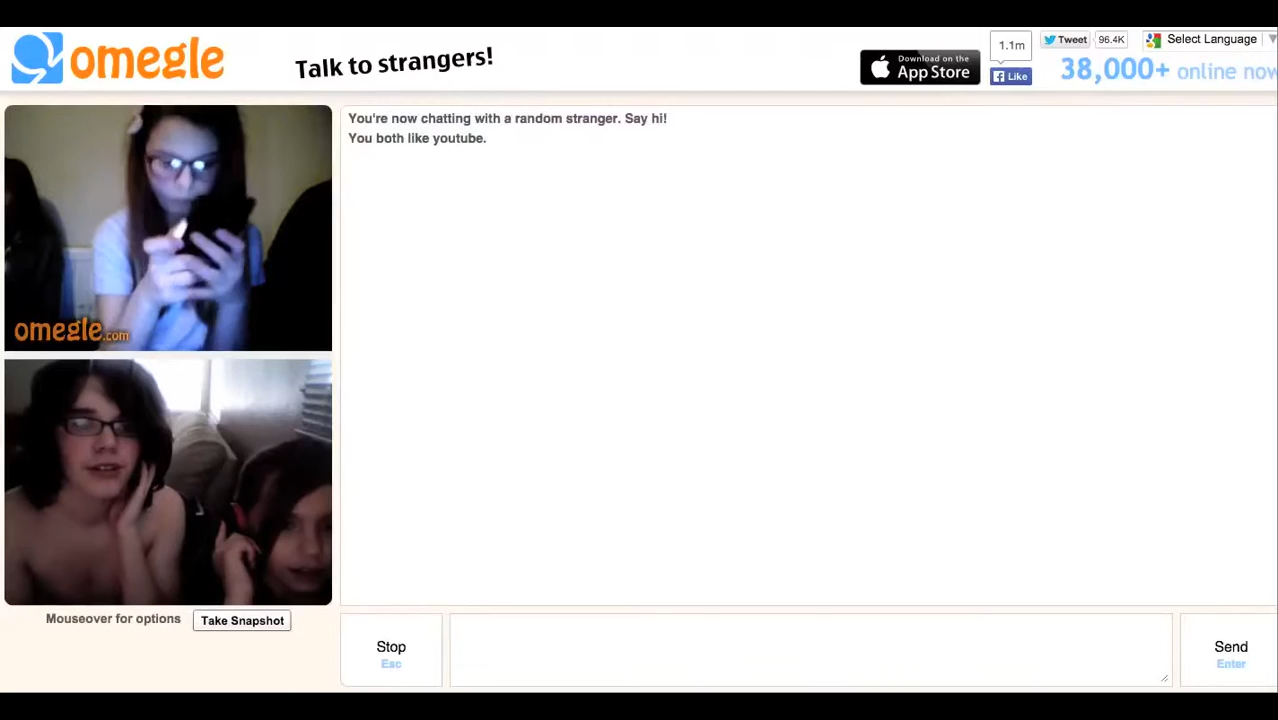 omegle
Talk to strangers!
Download on the
App Store
1.1m
Like
Tweet
96.4K
Select Language
38,000+ online now
omegle.com
You're now chatting with a random stranger. Say hi!
You both like youtube.
Mouseover for options
Take Snapshot
Stop
Esc
Send
Enter